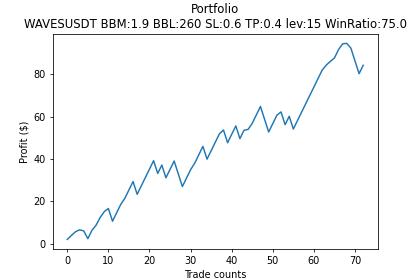 Portfolio
WAVESUSDT BBM:1.9 BBL:260 SL:0.6 TP:0.4 lev:15 WinRatio:75.0
80
60
40
20
0
Profit ($)
0 10 20 30 40 50 60 70
Trade counts